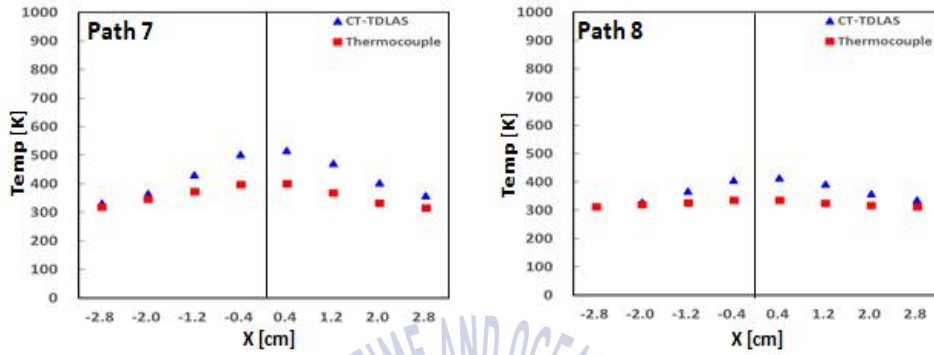 Path 7
CT-TDLAS
Thermocouple
Temp [K]
1000
900
800
700
600
500
400
300
200
100
0
-2.8 -2.0 -1.2 -0.4 0.4 1.2 2.0 2.8
X [cm]
Path 8
CT-TDLAS
Thermocouple
Temp [K]
1000
900
800
700
600
500
400
300
200
100
0
-2.8 -2.0 -1.2 -0.4 0.4 1.2 2.0 2.8
X [cm]
TIME AND OCEA